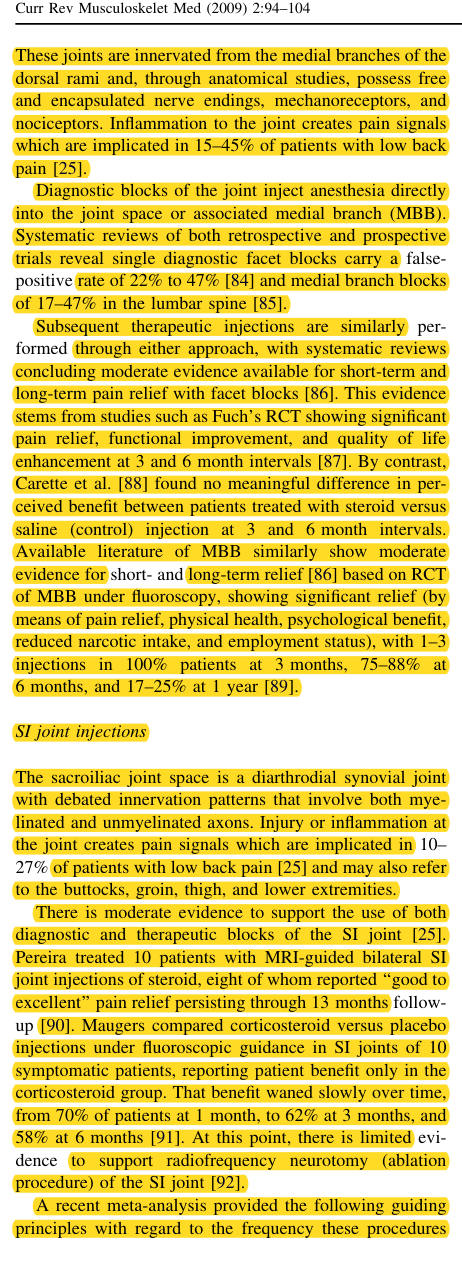 Curr Rev Musculoskelet Med (2009) 2:94–104
These joints are innervated from the medial branches of the
dorsal rami and, through anatomical studies, possess free
and encapsulated nerve endings, mechanoreceptors, and
nociceptors. Inflammation to the joint creates pain signals
which are implicated in 15–45% of patients with low back
pain [25].
Diagnostic blocks of the joint inject anesthesia directly
into the joint space or associated medial branch (MBB).
Systematic reviews of both retrospective and prospective
trials reveal single diagnostic facet blocks carry a false-
positive rate of 22% to 47% [84] and medial branch blocks
of 17–47% in the lumbar spine [85].
Subsequent therapeutic injections are similarly per-
formed through either approach, with systematic reviews
concluding moderate evidence available for short-term and
long-term pain relief with facet blocks [86]. This evidence
stems from studies such as Fuch's RCT showing significant
pain relief, functional improvement, and quality of life
enhancement at 3 and 6 month intervals [87]. By contrast,
Carette et al. [88] found no meaningful difference in per-
ceived benefit between patients treated with steroid versus
saline (control) injection at 3 and 6 month intervals.
Available literature of MBB similarly show moderate
evidence for short- and long-term relief [86] based on RCT
of MBB under fluoroscopy, showing significant relief (by
means of pain relief, physical health, psychological benefit,
reduced narcotic intake, and employment status), with 1–3
injections in 100% patients at 3 months, 75–88% at
6 months, and 17–25% at 1 year [89].
SI joint injections
The sacroiliac joint space is a diarthrodial synovial joint
with debated innervation patterns that involve both mye-
linated and unmyelinated axons. Injury or inflammation at
the joint creates pain signals which are implicated in 10–
27% of patients with low back pain [25] and may also refer
to the buttocks, groin, thigh, and lower extremities.
There is moderate evidence to support the use of both
diagnostic and therapeutic blocks of the SI joint [25].
Pereira treated 10 patients with MRI-guided bilateral SI
joint injections of steroid, eight of whom reported "good to
excellent" pain relief persisting through 13 months follow-
up [90]. Maugers compared corticosteroid versus placebo
injections under fluoroscopic guidance in SI joints of 10
symptomatic patients, reporting patient benefit only in the
corticosteroid group. That benefit waned slowly over time,
from 70% of patients at 1 month, to 62% at 3 months, and
58% at 6 months [91]. At this point, there is limited evi-
dence to support radiofrequency neurotomy (ablation
procedure) of the SI joint [92].
A recent meta-analysis provided the following guiding
principles with regard to the frequency these procedures